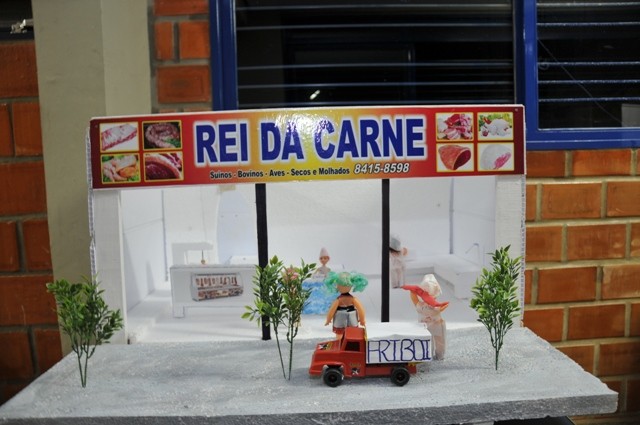 REI DA CARNE
Suínos - Bovinos - Aves - Secos e Molhados 8415-8598
FRIBOI